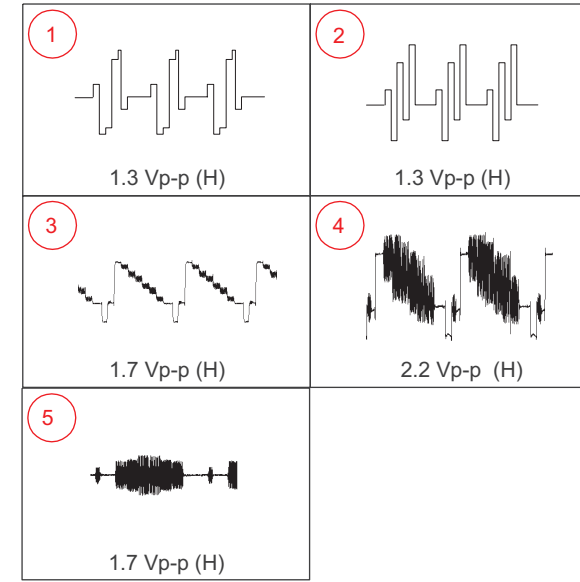 1
2
1.3 Vp-p (H)
1.3 Vp-p (H)
3
4
1.7 Vp-p (H)
2.2 Vp-p (H)
5
1.7 Vp-p (H)